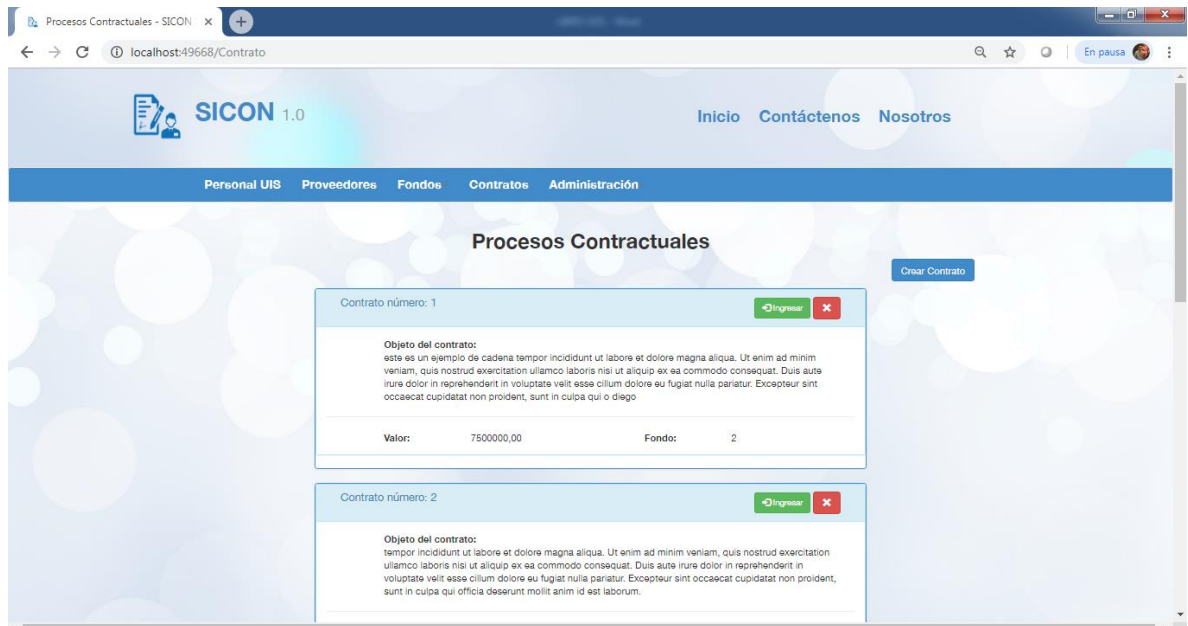 Procesos Contractuales - SICON
localhost:49668/Contrato
En pausa
SICON 1.0
Inicio Contáctenos Nosotros
Personal UIS Proveedores Fondos Contratos Administración
Procesos Contractuales
Crear Contrato
Contrato número: 1
Ingresar
Objeto del contrato:
este es un ejemplo de cadena tempor incididunt ut labore et dolore magna aliqua. Ut enim ad minim
veniam, quis nostrud exercitation ullamco laboris nisi ut aliquip ex ea commodo consequat. Duis aute
irure dolor in reprehenderit in voluptate velit esse cillum dolore eu fugiat nulla pariatur. Excepteur sint
occaecat cupidatat non proident, sunt in culpa qui o diego
Valor: 7500000,00 Fondo: 2
Contrato número: 2
Ingresar
Objeto del contrato:
tempor incididunt ut labore et dolore magna aliqua. Ut enim ad minim veniam, quis nostrud exercitation
ullamco laboris nisi ut aliquip ex ea commodo consequat. Duis aute irure dolor in reprehenderit in
voluptate velit esse cillum dolore eu fugiat nulla pariatur. Excepteur sint occaecat cupidatat non proident,
sunt in culpa qui officia deserunt mollit anim id est laborum.